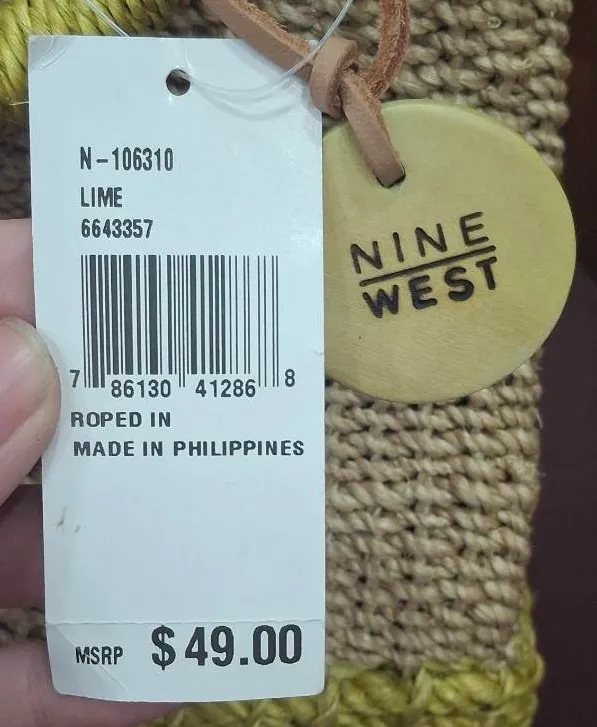 N-106310
LIME
6643357
7 86130 41286 8
ROPED IN
MADE IN PHILIPPINES
MSRP $49.00
NINE
WEST